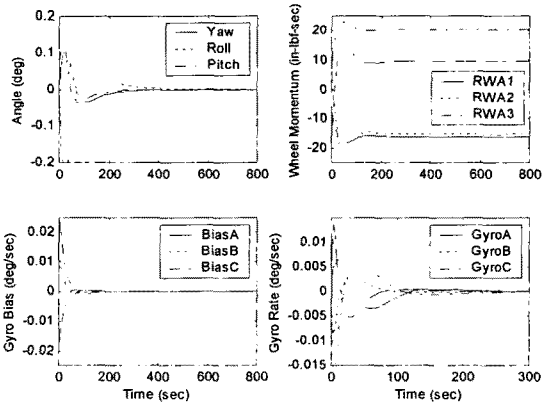 Angle (deg)
0.2
0.1
0
-0.1
-0.2
0 200 400 600 800
Yaw
Roll
Pitch
Wheel Momentum (in-lbf-sec)
20
10
0
-10
-20
0 200 400 600 800
RWA1
RWA2
RWA3
Gyro Bias (deg/sec)
0.02
0.01
0
-0.01
-0.02
0 200 400 600 800
Time (sec)
BiasA
BiasB
BiasC
Gyro Rate (deg/sec)
0.01
0.005
0
-0.005
-0.01
-0.015
0 100 200 300
Time (sec)
GyroA
GyroB
GyroC